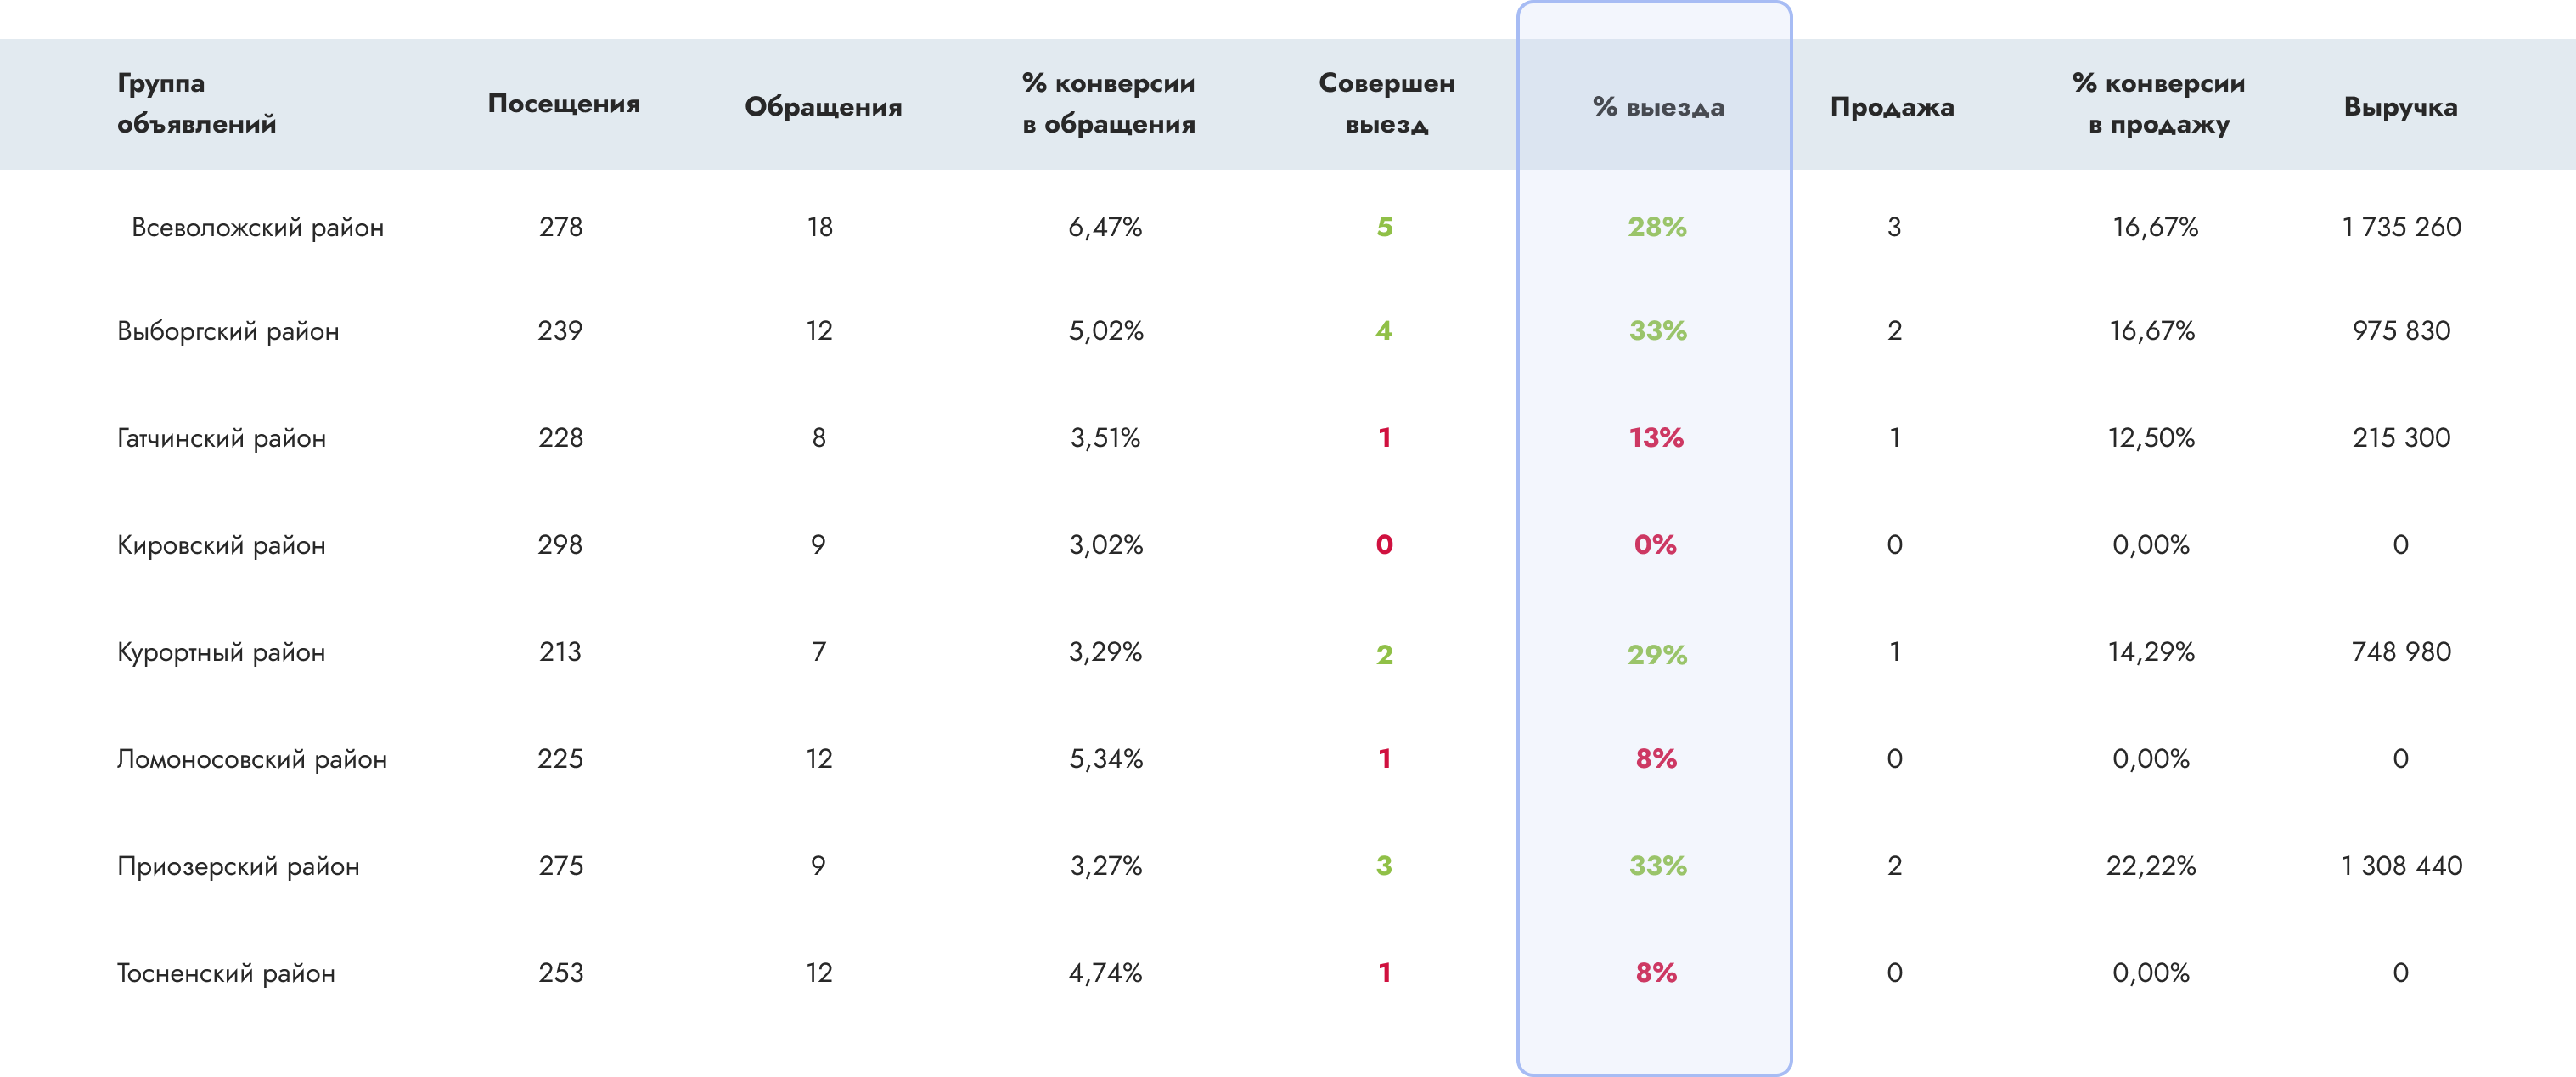 Группа
объявлений
Посещения
Обращения
% конверсии
в обращения
Совершен
выезд
% выезда
Продажа
% конверсии
в продажу
Выручка
Всеволожский район 278 18 6,47% 5 28% 3 16,67% 1 735 260
Выборгский район 239 12 5,02% 4 33% 2 16,67% 975 830
Гатчинский район 228 8 3,51% 1 13% 1 12,50% 215 300
Кировский район 298 9 3,02% 0 0% 0 0,00% 0
Курортный район 213 7 3,29% 2 29% 1 14,29% 748 980
Ломоносовский район 225 12 5,34% 1 8% 0 0,00% 0
Приозерский район 275 9 3,27% 3 33% 2 22,22% 1 308 440
Тосненский район 253 12 4,74% 1 8% 0 0,00% 0